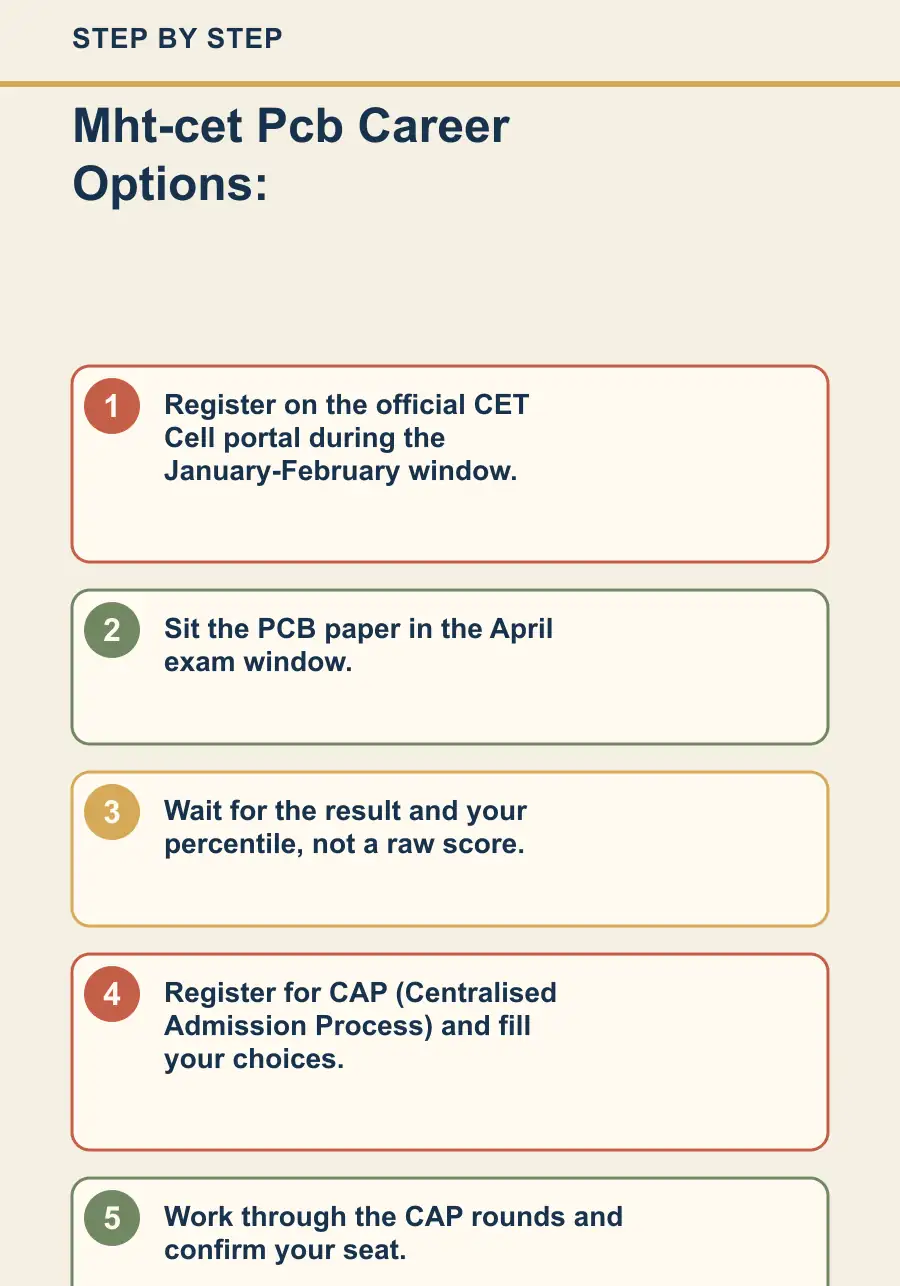 STEP BY STEP
Mht-cet Pcb Career
Options:
1
Register on the official CET
Cell portal during the
January-February window.
2
Sit the PCB paper in the April
exam window.
3
Wait for the result and your
percentile, not a raw score.
4
Register for CAP (Centralised
Admission Process) and fill
your choices.
5
Work through the CAP rounds and
confirm your seat.